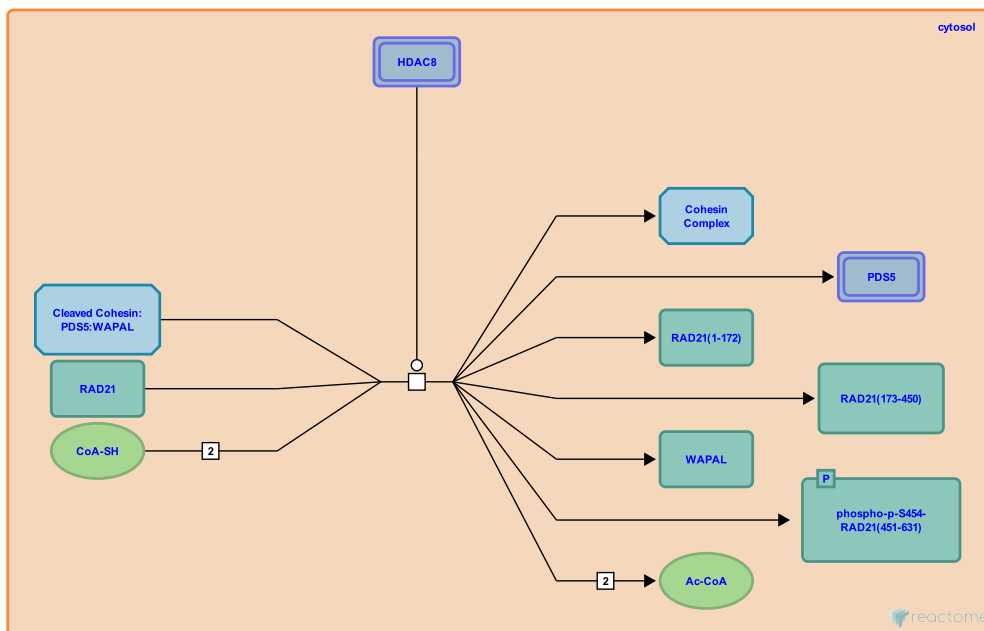 cytosol
HDAC8
Cohesin
Complex
PDS5
Cleaved Cohesin:
PDS5:WAPAL
RAD21(1-172)
RAD21
RAD21(173-450)
CoA-SH
2
WAPAL
P
phospho-p-S454-
RAD21(451-631)
2
Ac-CoA
reactome